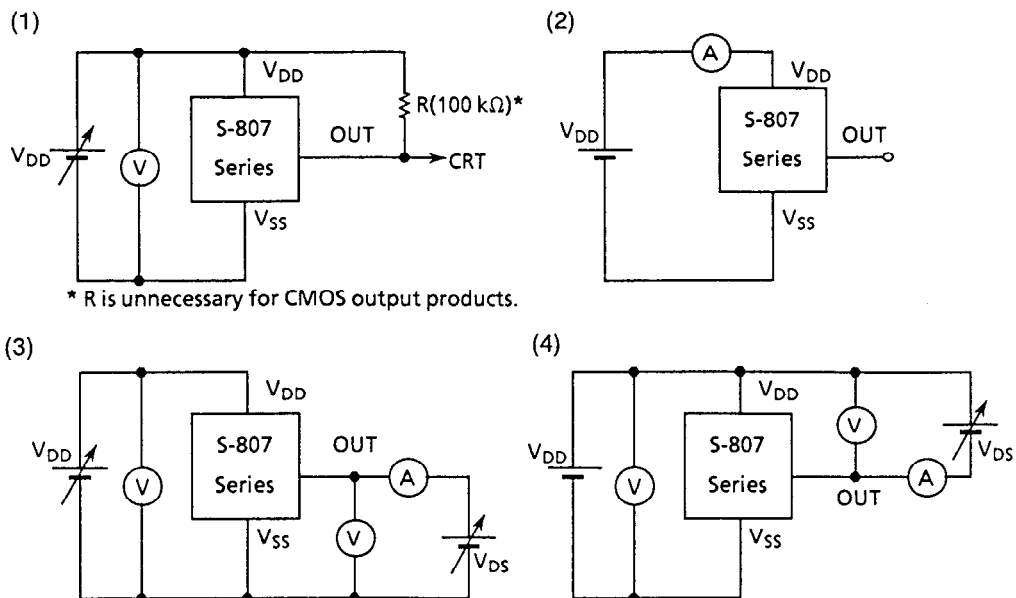 (1)
V_DD
R(100 kΩ)*
S-807
Series
OUT
V_DD
V
CRT
V_SS
* R is unnecessary for CMOS output products.
(2)
A
V_DD
V_DD
S-807
Series
OUT
V_SS
(3)
V_DD
V_DD
S-807
Series
OUT
V
A
V
V_SS
V_DS
(4)
V_DD
V_DD
S-807
Series
V
V
A
OUT
V_DS
V_SS